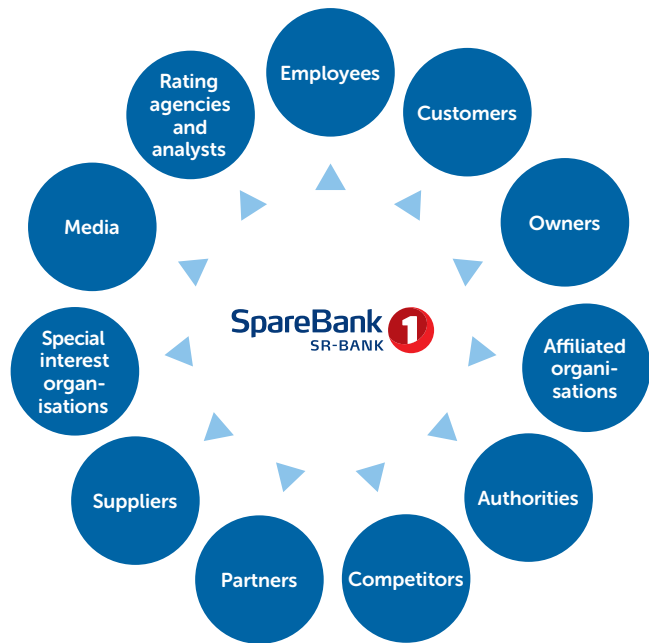 Employees
Customers
Owners
Affiliated
organi-
sations
Authorities
Competitors
Partners
Suppliers
Special
interest
organ-
isations
Media
Rating
agencies
and
analysts
SpareBank 1
SR-BANK